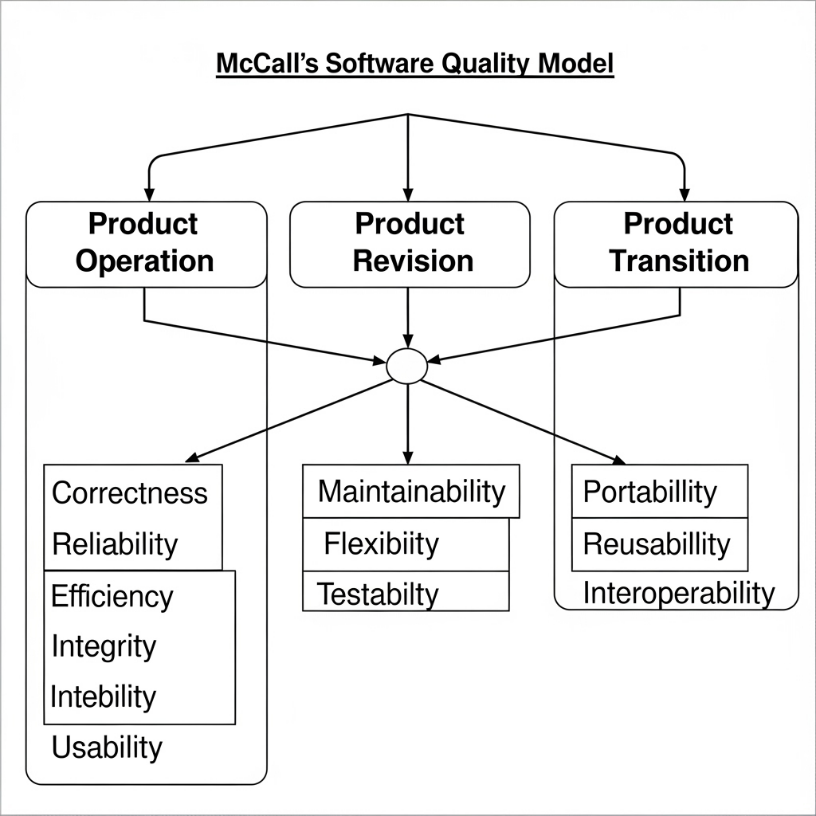 McCall's Software Quality Model
Product
Operation
Product
Revision
Product
Transition
Correctness
Reliability
Efficiency
Integrity
Intebility
Usability
Maintainability
Flexibiity
Testabilty
Portabillity
Reusabillity
Interoperability